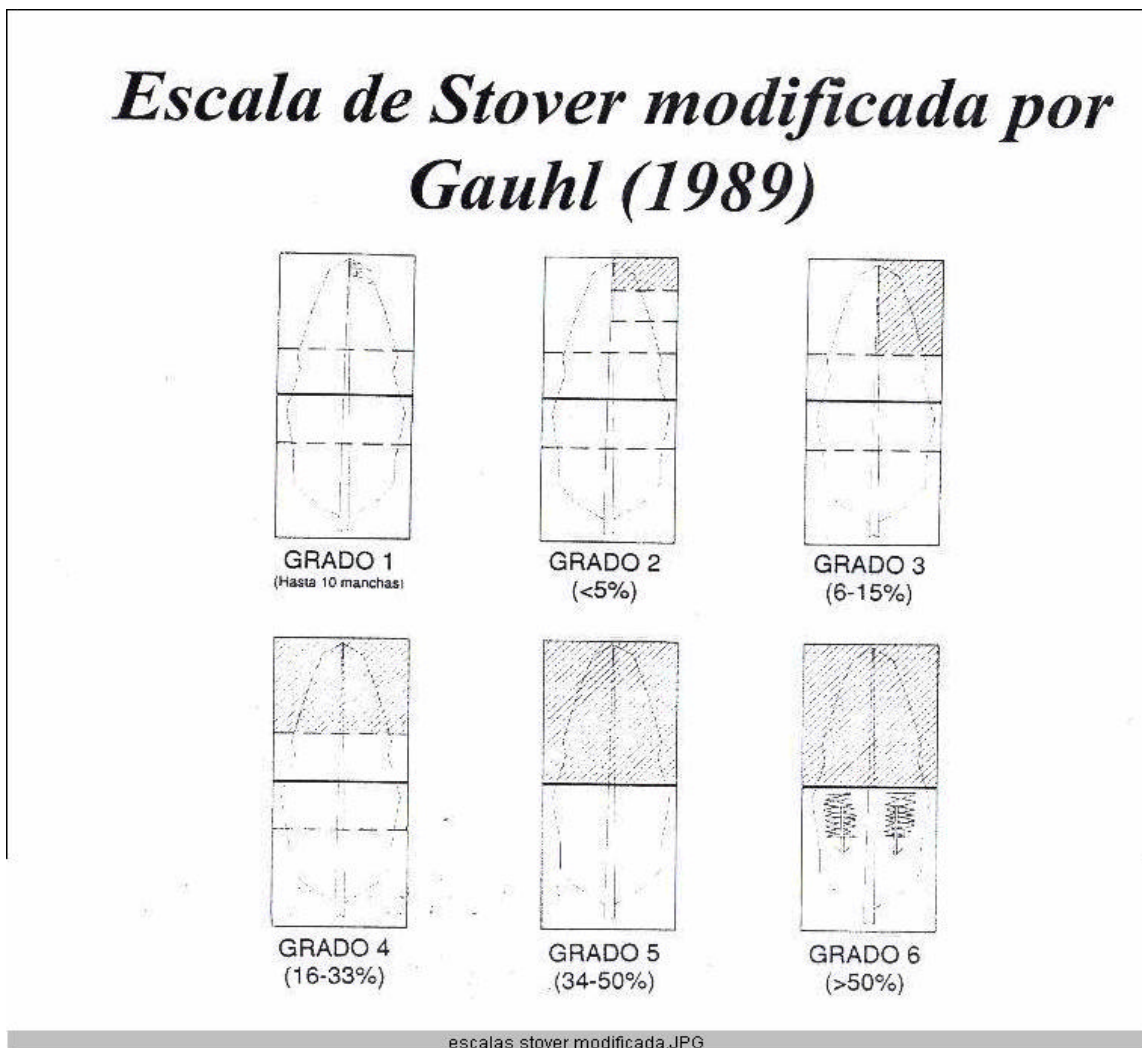 Escala de Stover modificada por
Gauhl (1989)
GRADO 1
(Hasta 10 manchas)
GRADO 2
(<5%)
GRADO 3
(6-15%)
GRADO 4
(16-33%)
GRADO 5
(34-50%)
GRADO 6
(>50%)
escalas stover modificada.JPG